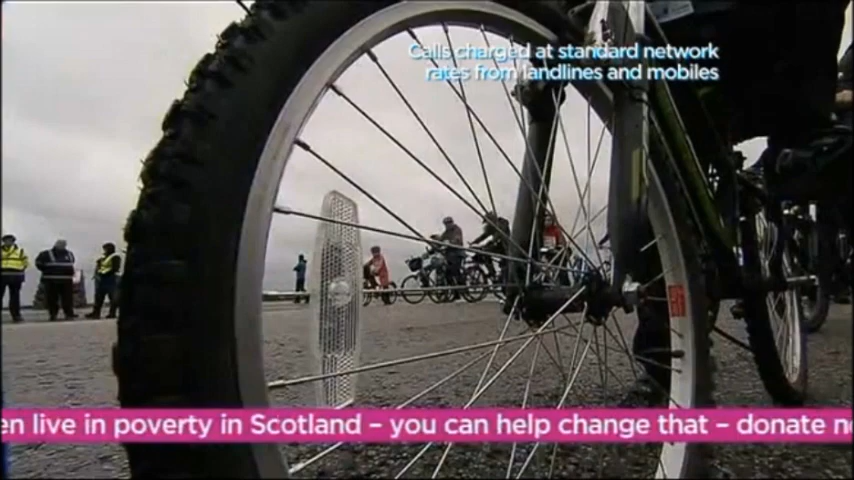 Calls charged at standard network
rates from landlines and mobiles
en live in poverty in Scotland – you can help change that – donate n